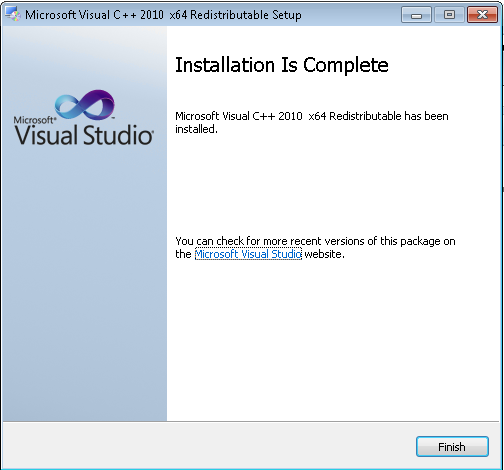 Microsoft Visual C++ 2010  x64 Redistributable Setup
Installation Is Complete
Microsoft®
Visual Studio®
Microsoft Visual C++ 2010  x64 Redistributable has been
installed.
You can check for more recent versions of this package on
the Microsoft Visual Studio website.
Finish